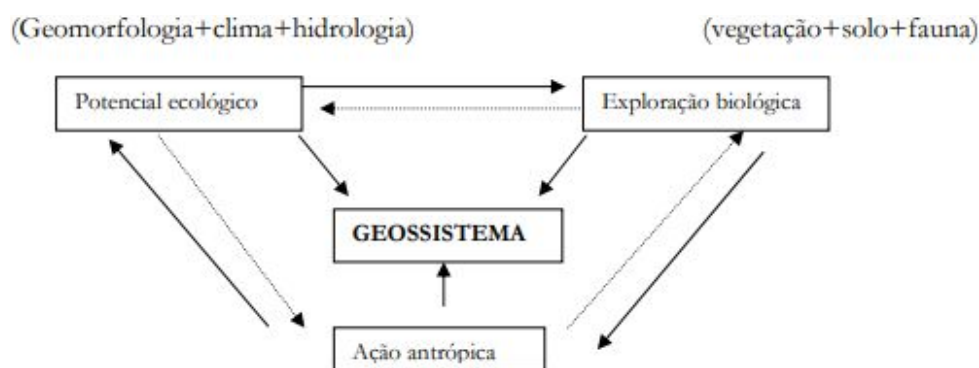 (Geomorfologia+clima+hidrologia)
(vegetação+solo+fauna)
Potencial ecológico
Exploração biológica
GEOSSISTEMA
Ação antrópica